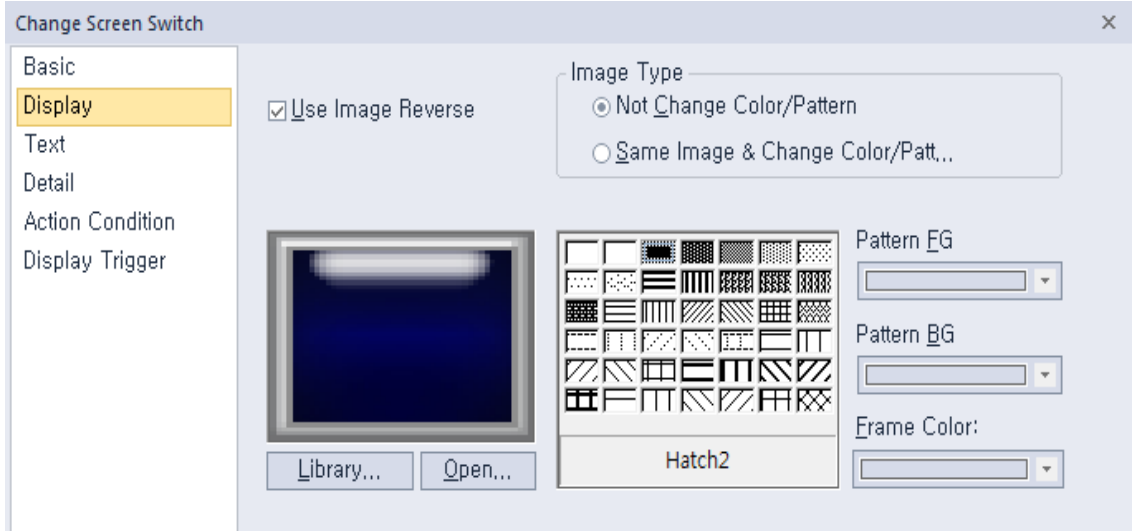 Change Screen Switch
Basic
Display
Text
Detail
Action Condition
Display Trigger
Use Image Reverse
Image Type
Not Change Color/Pattern
Same Image & Change Color/Patt...
Library...
Open...
Hatch2
Pattern FG
Pattern BG
Frame Color: